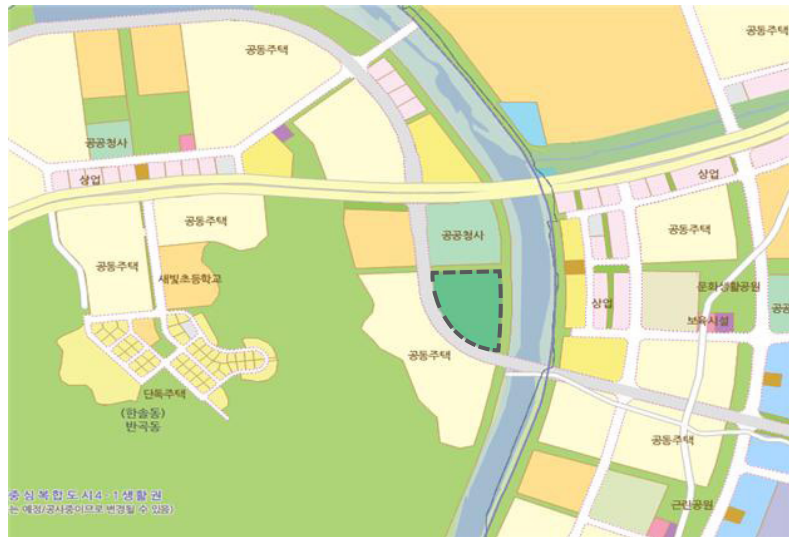 공동주택
공동주택
공공청사
상업
상업
공동주택
공동주택
공공청사
공동주택
새빛초등학교
문화생활공원
상업
보육시설
공공
공동주택
단독주택
(한솔동)
반곡동
공동주택
중심복합도시4-1생활권
는 예정/공사중이므로 변경될 수 있음)
근린공원